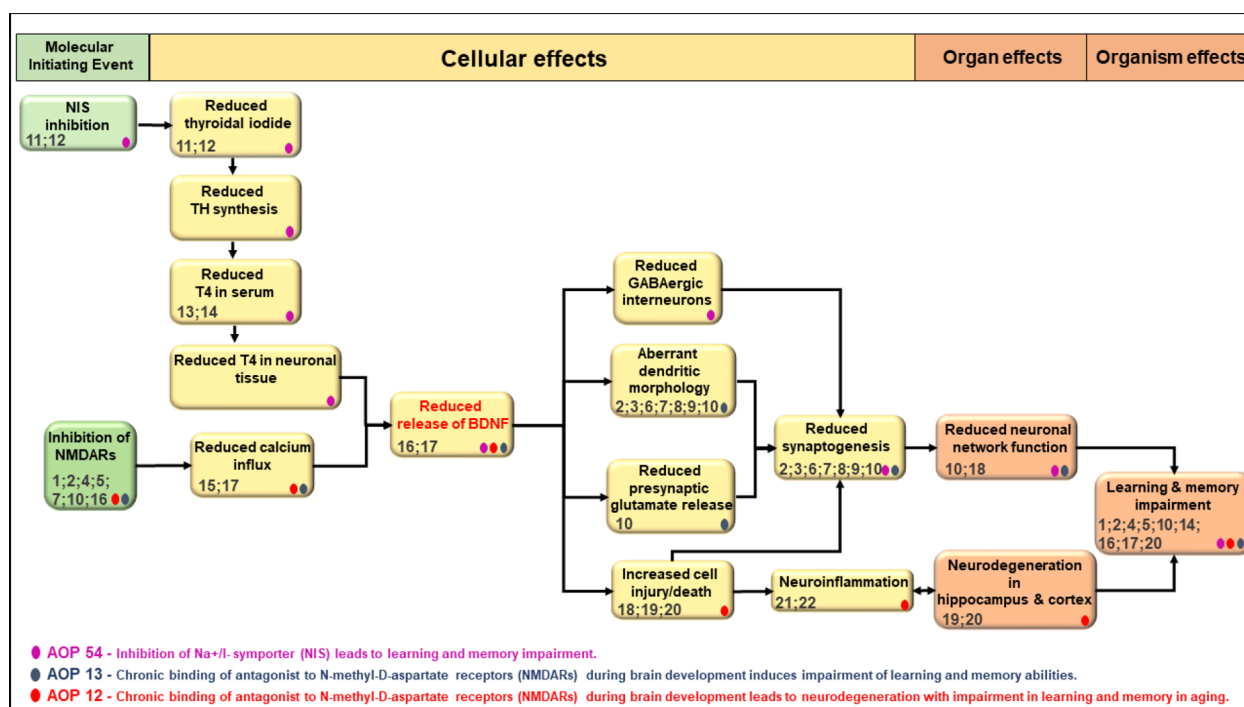 Molecular
Initiating Event
Cellular effects
Organ effects
Organism effects
NIS
inhibition
11;12
Reduced
thyroidal iodide
11;12
Reduced
TH synthesis
Reduced
T4 in serum
13;14
Reduced T4 in neuronal
tissue
Inhibition of
NMDARs
1;2;4;5;
7;10;16
Reduced calcium
influx
15;17
Reduced
release of BDNF
16;17
Reduced
GABAergic
interneurons
Aberrant
dendritic
morphology
2;3;6;7;8;9;10
Reduced
presynaptic
glutamate release
10
Increased cell
injury/death
18;19;20
Reduced
synaptogenesis
2;3;6;7;8;9;10
Neuroinflammation
21;22
Reduced neuronal
network function
10;18
Neurodegeneration
in
hippocampus & cortex
19;20
Learning & memory
impairment
1;2;4;5;10;14;
16;17;20
AOP 54 - Inhibition of Na+/I- symporter (NIS) leads to learning and memory impairment.
AOP 13 - Chronic binding of antagonist to N-methyl-D-aspartate receptors (NMDARs) during brain development induces impairment of learning and memory abilities.
AOP 12 - Chronic binding of antagonist to N-methyl-D-aspartate receptors (NMDARs) during brain development leads to neurodegeneration with impairment in learning and memory in aging.